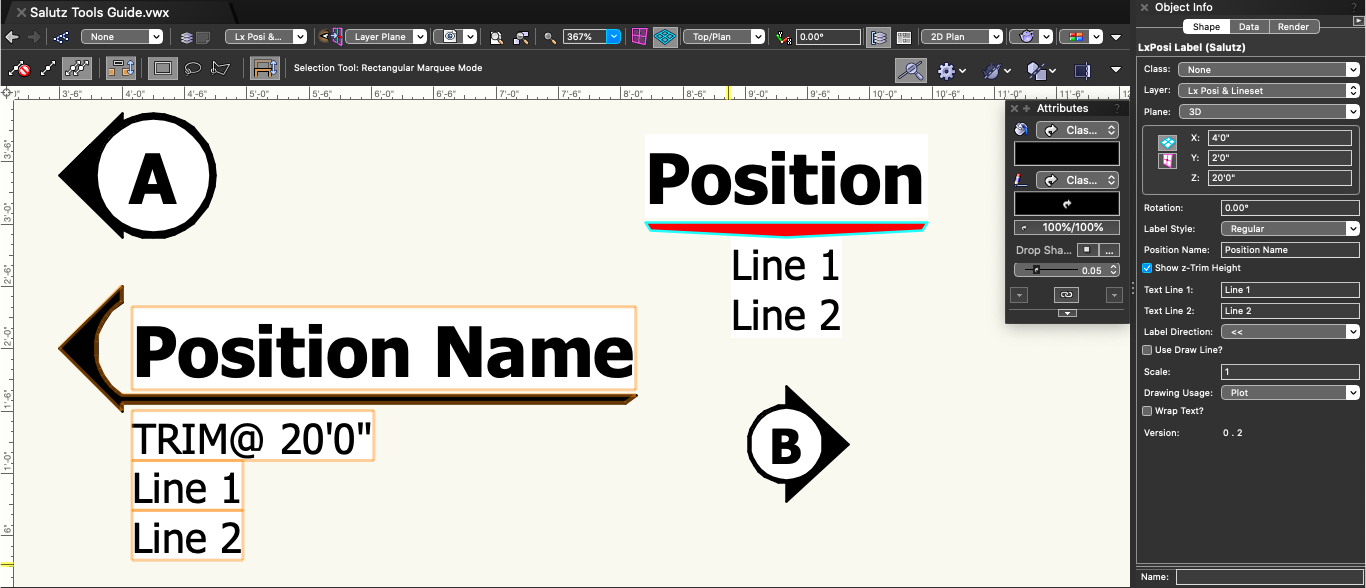 Salutz Tools Guide.vwx
None
Lx Posi &...
Layer Plane
367%
Top/Plan
0.00°
2D Plan
Selection Tool: Rectangular Marquee Mode
3'-6" 4'-0" 4'-6" 5'-0" 5'-6" 6'-0" 6'-6" 7'-0" 7'-6" 8'-0" 8'-6" 9'-0" 9'-6" 10'-0" 10'-6" 11'-0" 11'-6"
3'-6"
3'-0"
2'-6"
2'-0"
1'-6"
1'-0"
6"
A
Position
Line 1
Line 2
Position Name
TRIM@ 20'0"
Line 1
Line 2
B
Attributes
?
Clas...
Clas...
100%/100%
Drop Sha...
...
0.05
Object Info
?
Shape Data Render
LxPosi Label (Salutz)
Class: None
Layer: Lx Posi & Lineset
Plane: 3D
X: 4'0"
Y: 2'0"
Z: 20'0"
Rotation: 0.00°
Label Style: Regular
Position Name: Position Name
Show z-Trim Height
Text Line 1: Line 1
Text Line 2: Line 2
Label Direction: <<
Use Draw Line?
Scale: 1
Drawing Usage: Plot
Wrap Text?
Version: 0 . 2
Name: